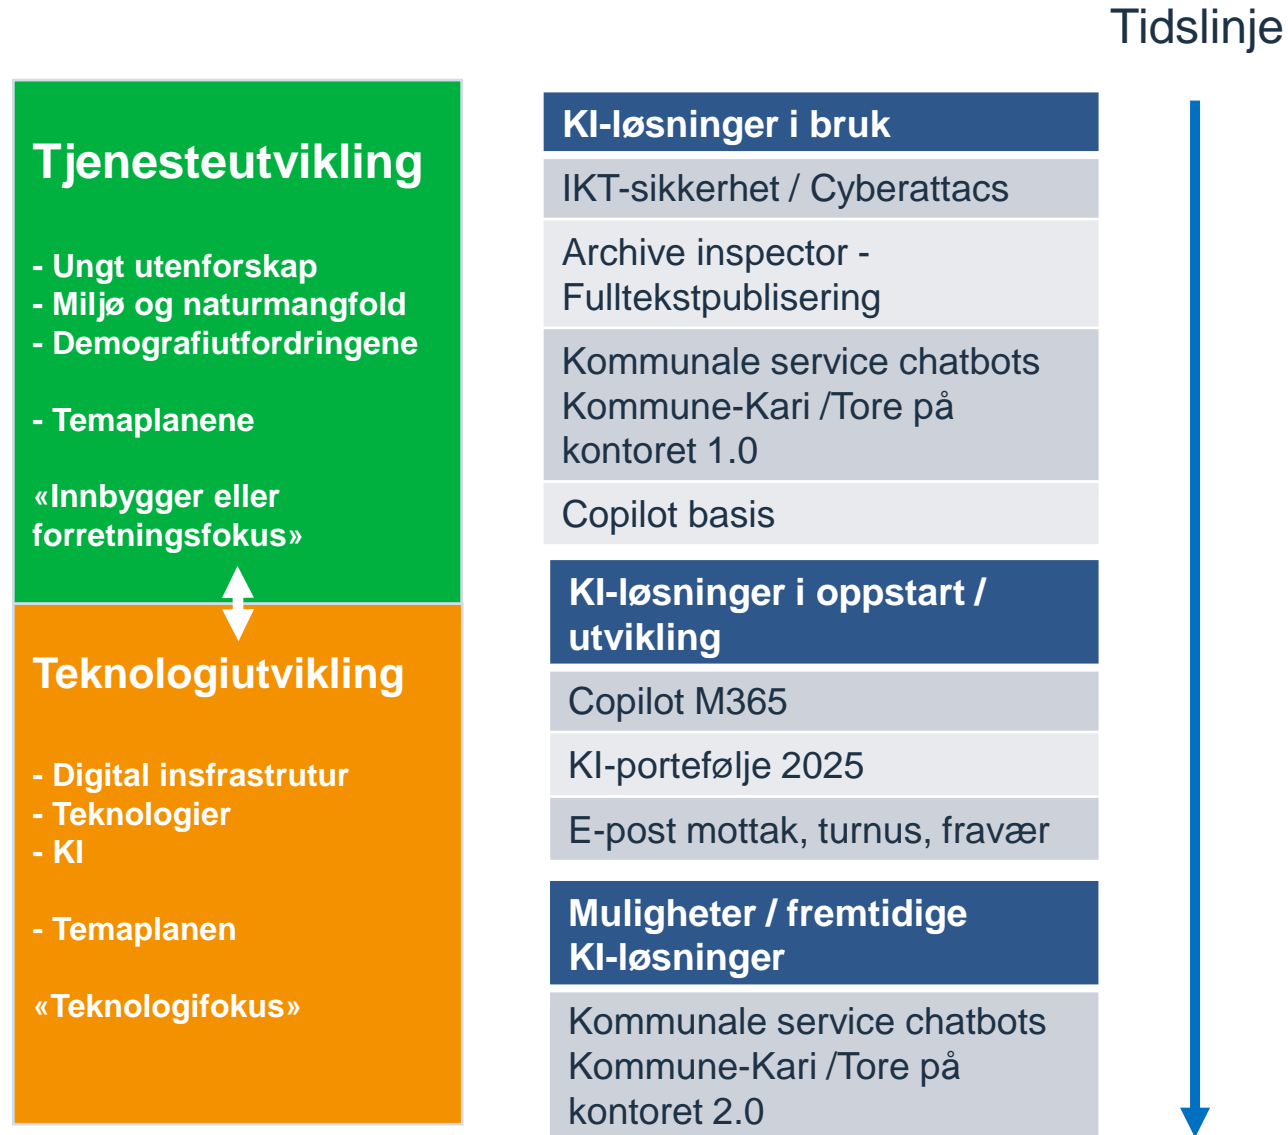 Tidslinje
Tjenesteutvikling
- Ungt utenforskap
- Miljø og naturmangfold
- Demografiutfordringene
- Temaplanene
«Innbygger eller
forretningsfokus»
Teknologiutvikling
- Digital insfrastrutur
- Teknologier
- KI
- Temaplanen
«Teknologifokus»
KI-løsninger i bruk
IKT-sikkerhet / Cyberattacs
Archive inspector -
Fulltekstpublisering
Kommunale service chatbots
Kommune-Kari /Tore på
kontoret 1.0
Copilot basis
KI-løsninger i oppstart /
utvikling
Copilot M365
KI-portefølje 2025
E-post mottak, turnus, fravær
Muligheter / fremtidige
KI-løsninger
Kommunale service chatbots
Kommune-Kari /Tore på
kontoret 2.0